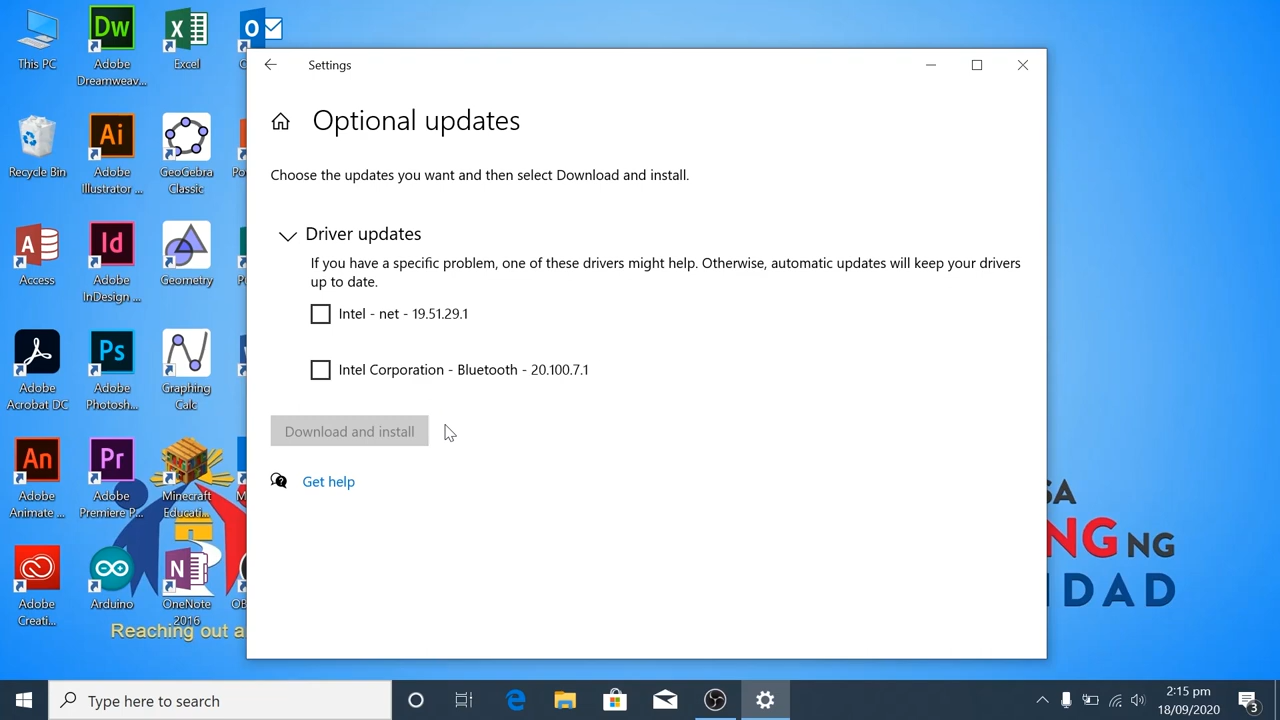 This PC
Adobe
Dreamweav...
Excel
Recycle Bin
Adobe
Illustrator ...
GeoGebra
Classic
Access
Adobe
InDesign ...
Geometry
Adobe
Acrobat DC
Adobe
Photosh...
Graphing
Calc
Adobe
Animate ...
Adobe
Premiere P...
Minecraft
Educati...
Adobe
Creati...
Arduino
OneNote
2016
Reaching out a
Settings
Optional updates
Choose the updates you want and then select Download and install.
Driver updates
If you have a specific problem, one of these drivers might help. Otherwise, automatic updates will keep your drivers
up to date.
Intel - net - 19.51.29.1
Intel Corporation - Bluetooth - 20.100.7.1
Download and install
Get help
SA
NG NG
DAD
Type here to search
2:15 pm
18/09/2020
3